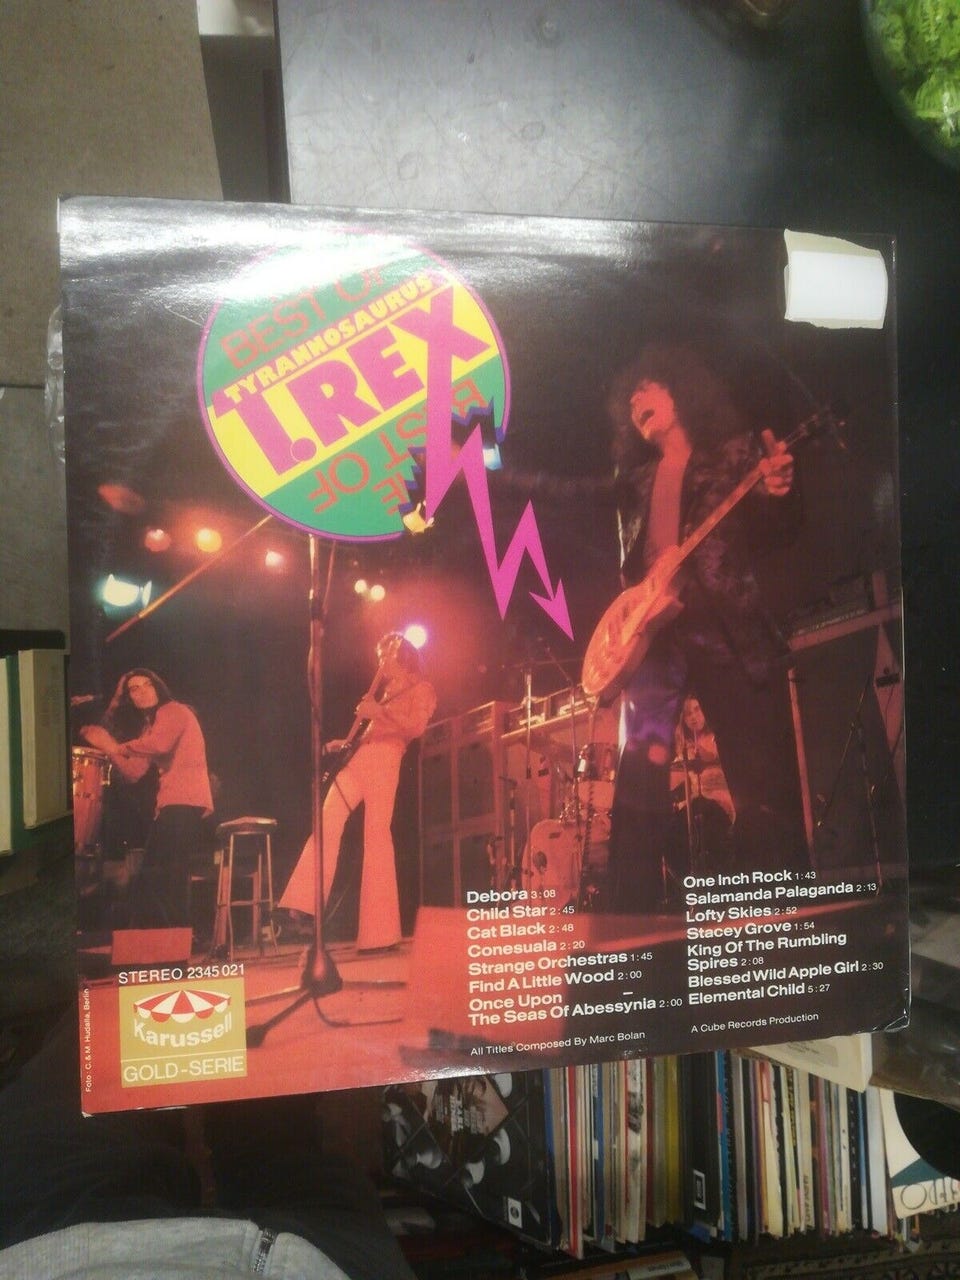 BEST OF
TYRANNOSAURUS
T.REX
BEST OF
THE
Debora 3:08
Child Star 2:45
Cat Black 2:48
Conesuala 2:20
Strange Orchestras 1:45
Find A Little Wood 2:00
Once Upon
The Seas Of Abessynia 2:00
One Inch Rock 1:43
Salamanda Palaganda 2:13
Lofty Skies 2:52
Stacey Grove 1:54
King Of The Rumbling
Spires 2:08
Blessed Wild Apple Girl 2:30
Elemental Child 5:27
All Titles Composed By Marc Bolan
A Cube Records Production
STEREO 2345 021
Karussell
GOLD-SERIE
Foto: C. & M. Hudalla, Berlin